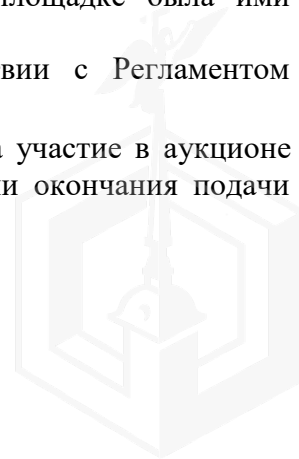 площадке была ими
вии с Регламентом
участие в аукционе
окончания подачи